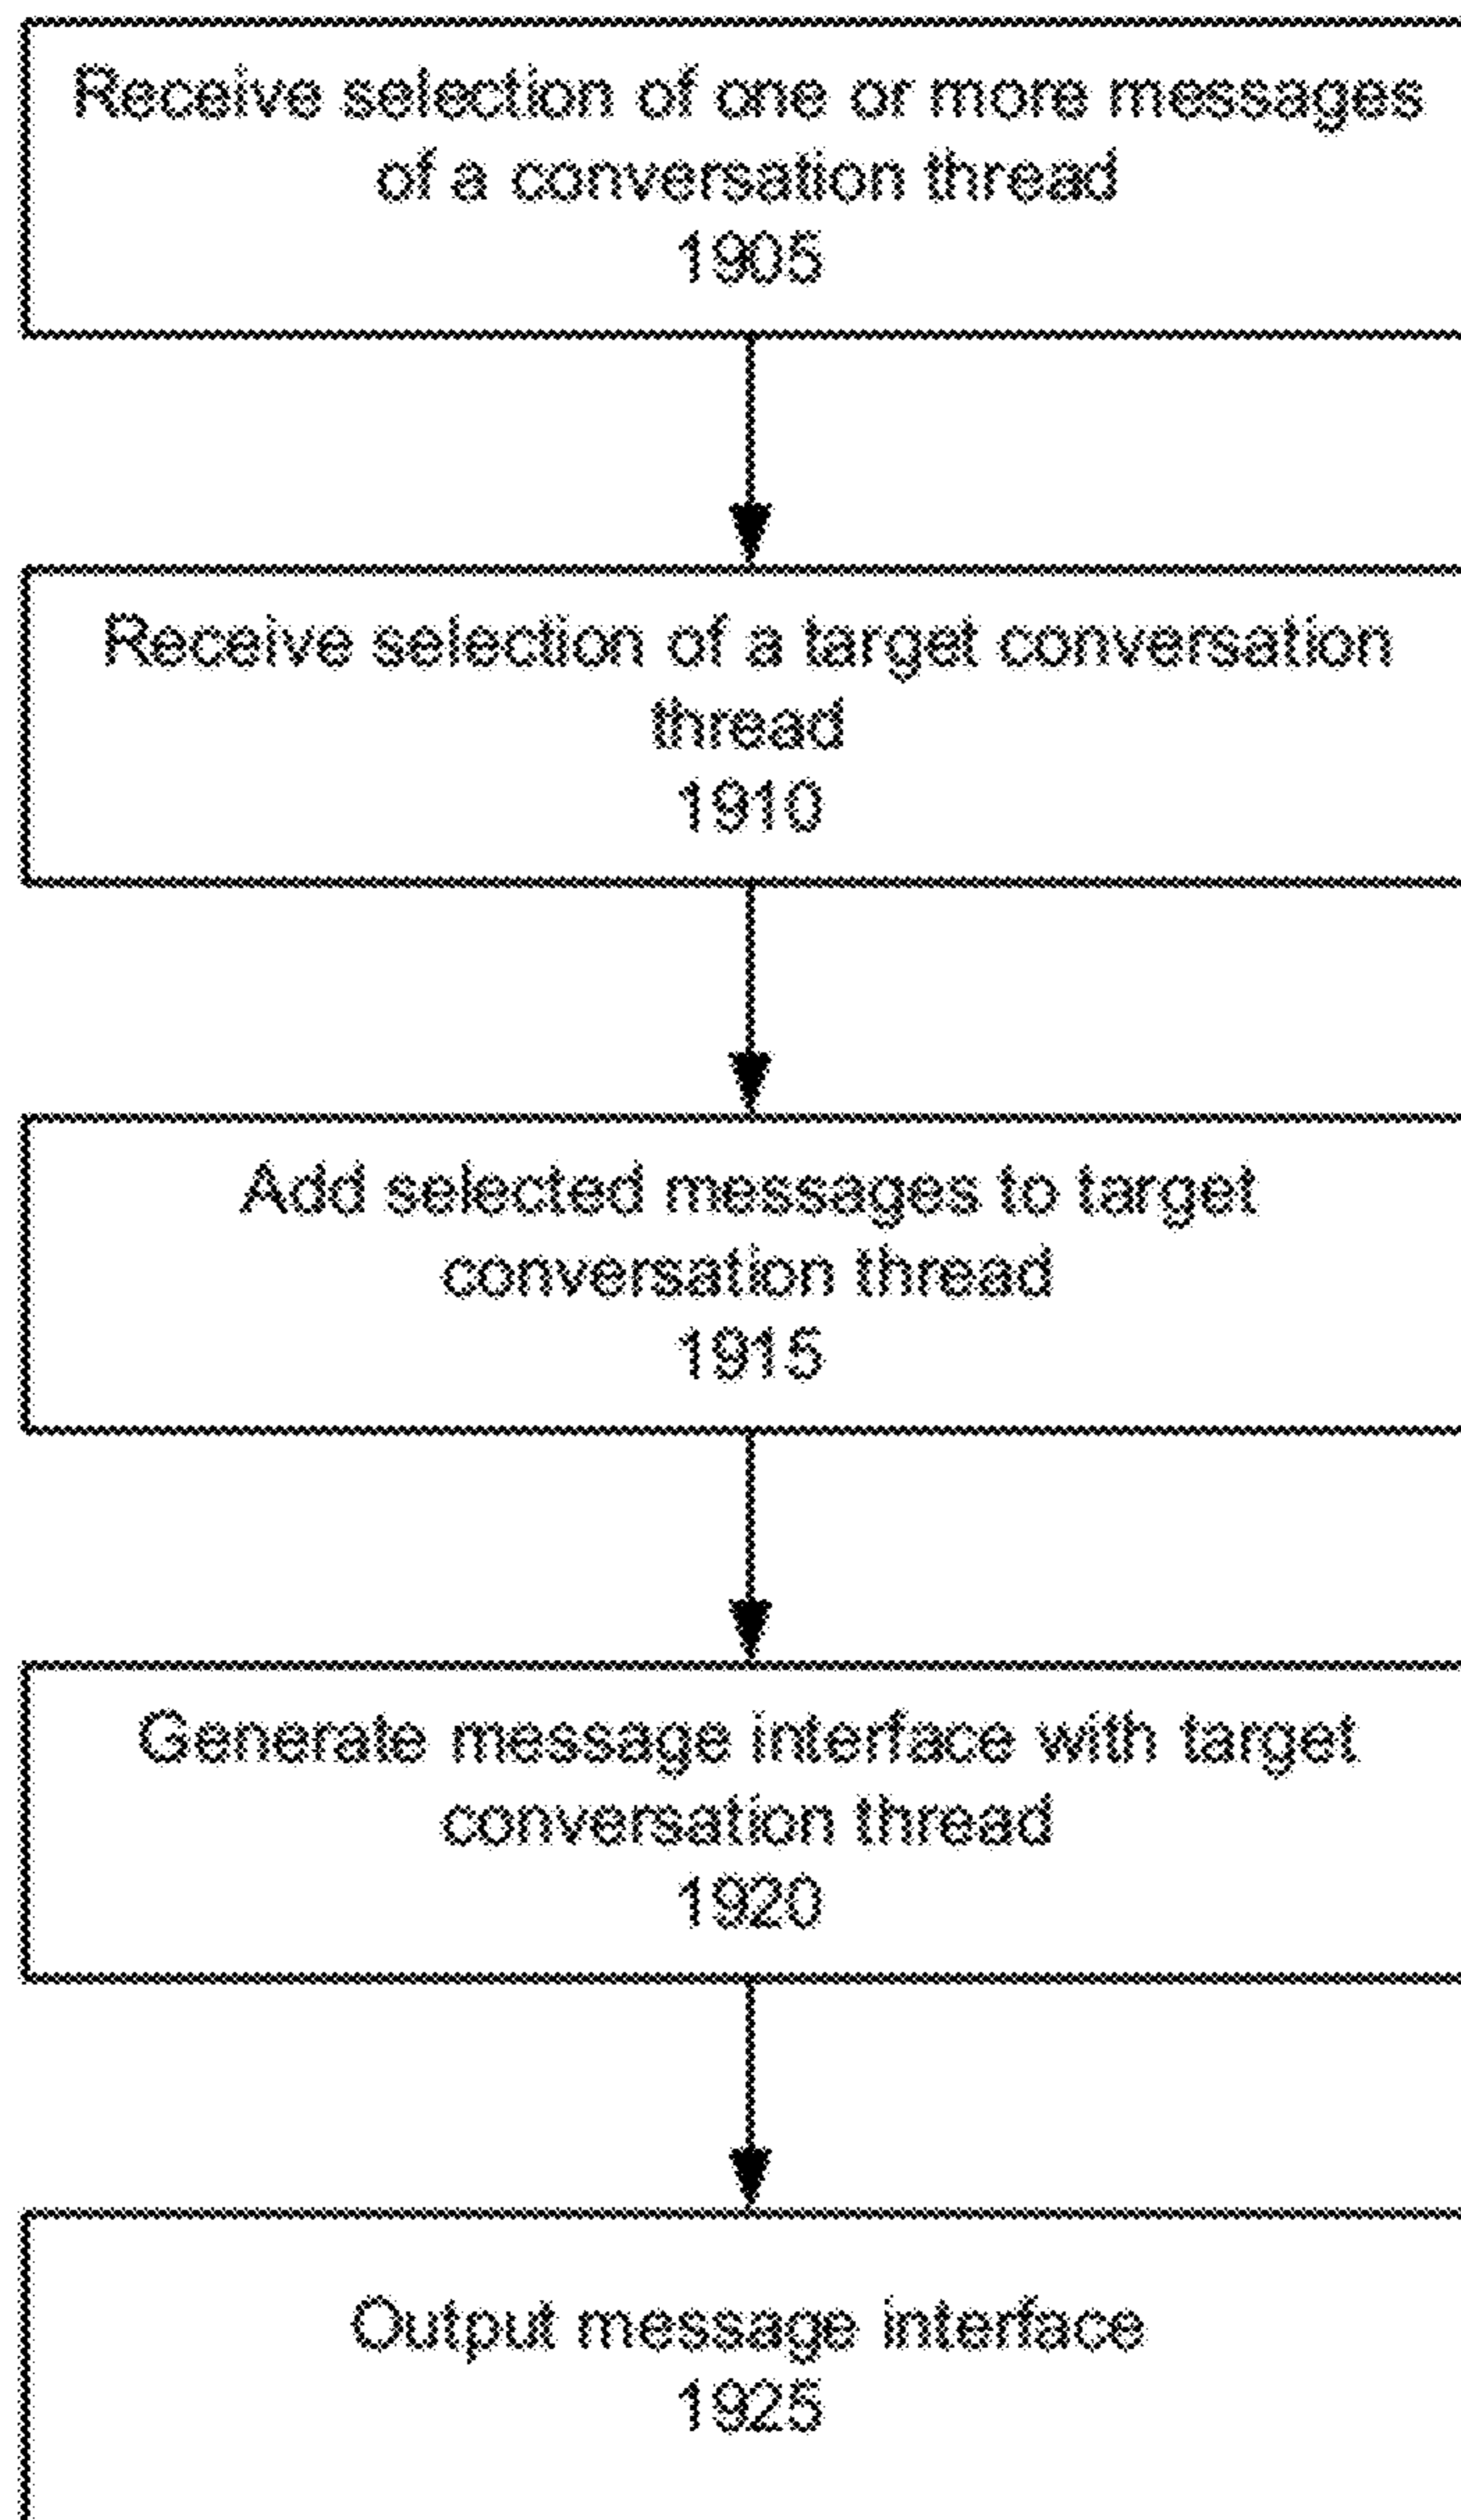 Receive selection of one or more messages
of a conversation thread
1905
Receive selection of a target conversation
thread
1910
Add selected messages to target
conversation thread
1915
Generate message interface with target
conversation thread
1920
Output message interface
1925